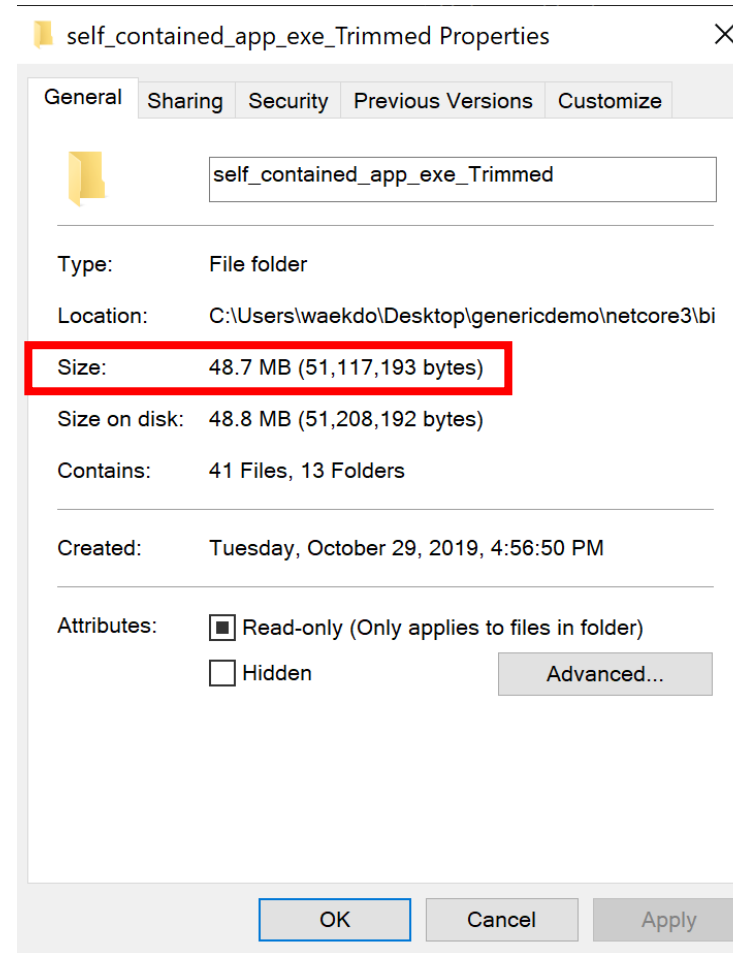 self_contained_app_exe_Trimmed Properties
General Sharing Security Previous Versions Customize
self_contained_app_exe_Trimmed
Type: File folder
Location: C:\Users\waekdo\Desktop\genericdemo\netcore3\bi
Size: 48.7 MB (51,117,193 bytes)
Size on disk: 48.8 MB (51,208,192 bytes)
Contains: 41 Files, 13 Folders
Created: Tuesday, October 29, 2019, 4:56:50 PM
Attributes: Read-only (Only applies to files in folder)
Hidden Advanced...
OK Cancel Apply